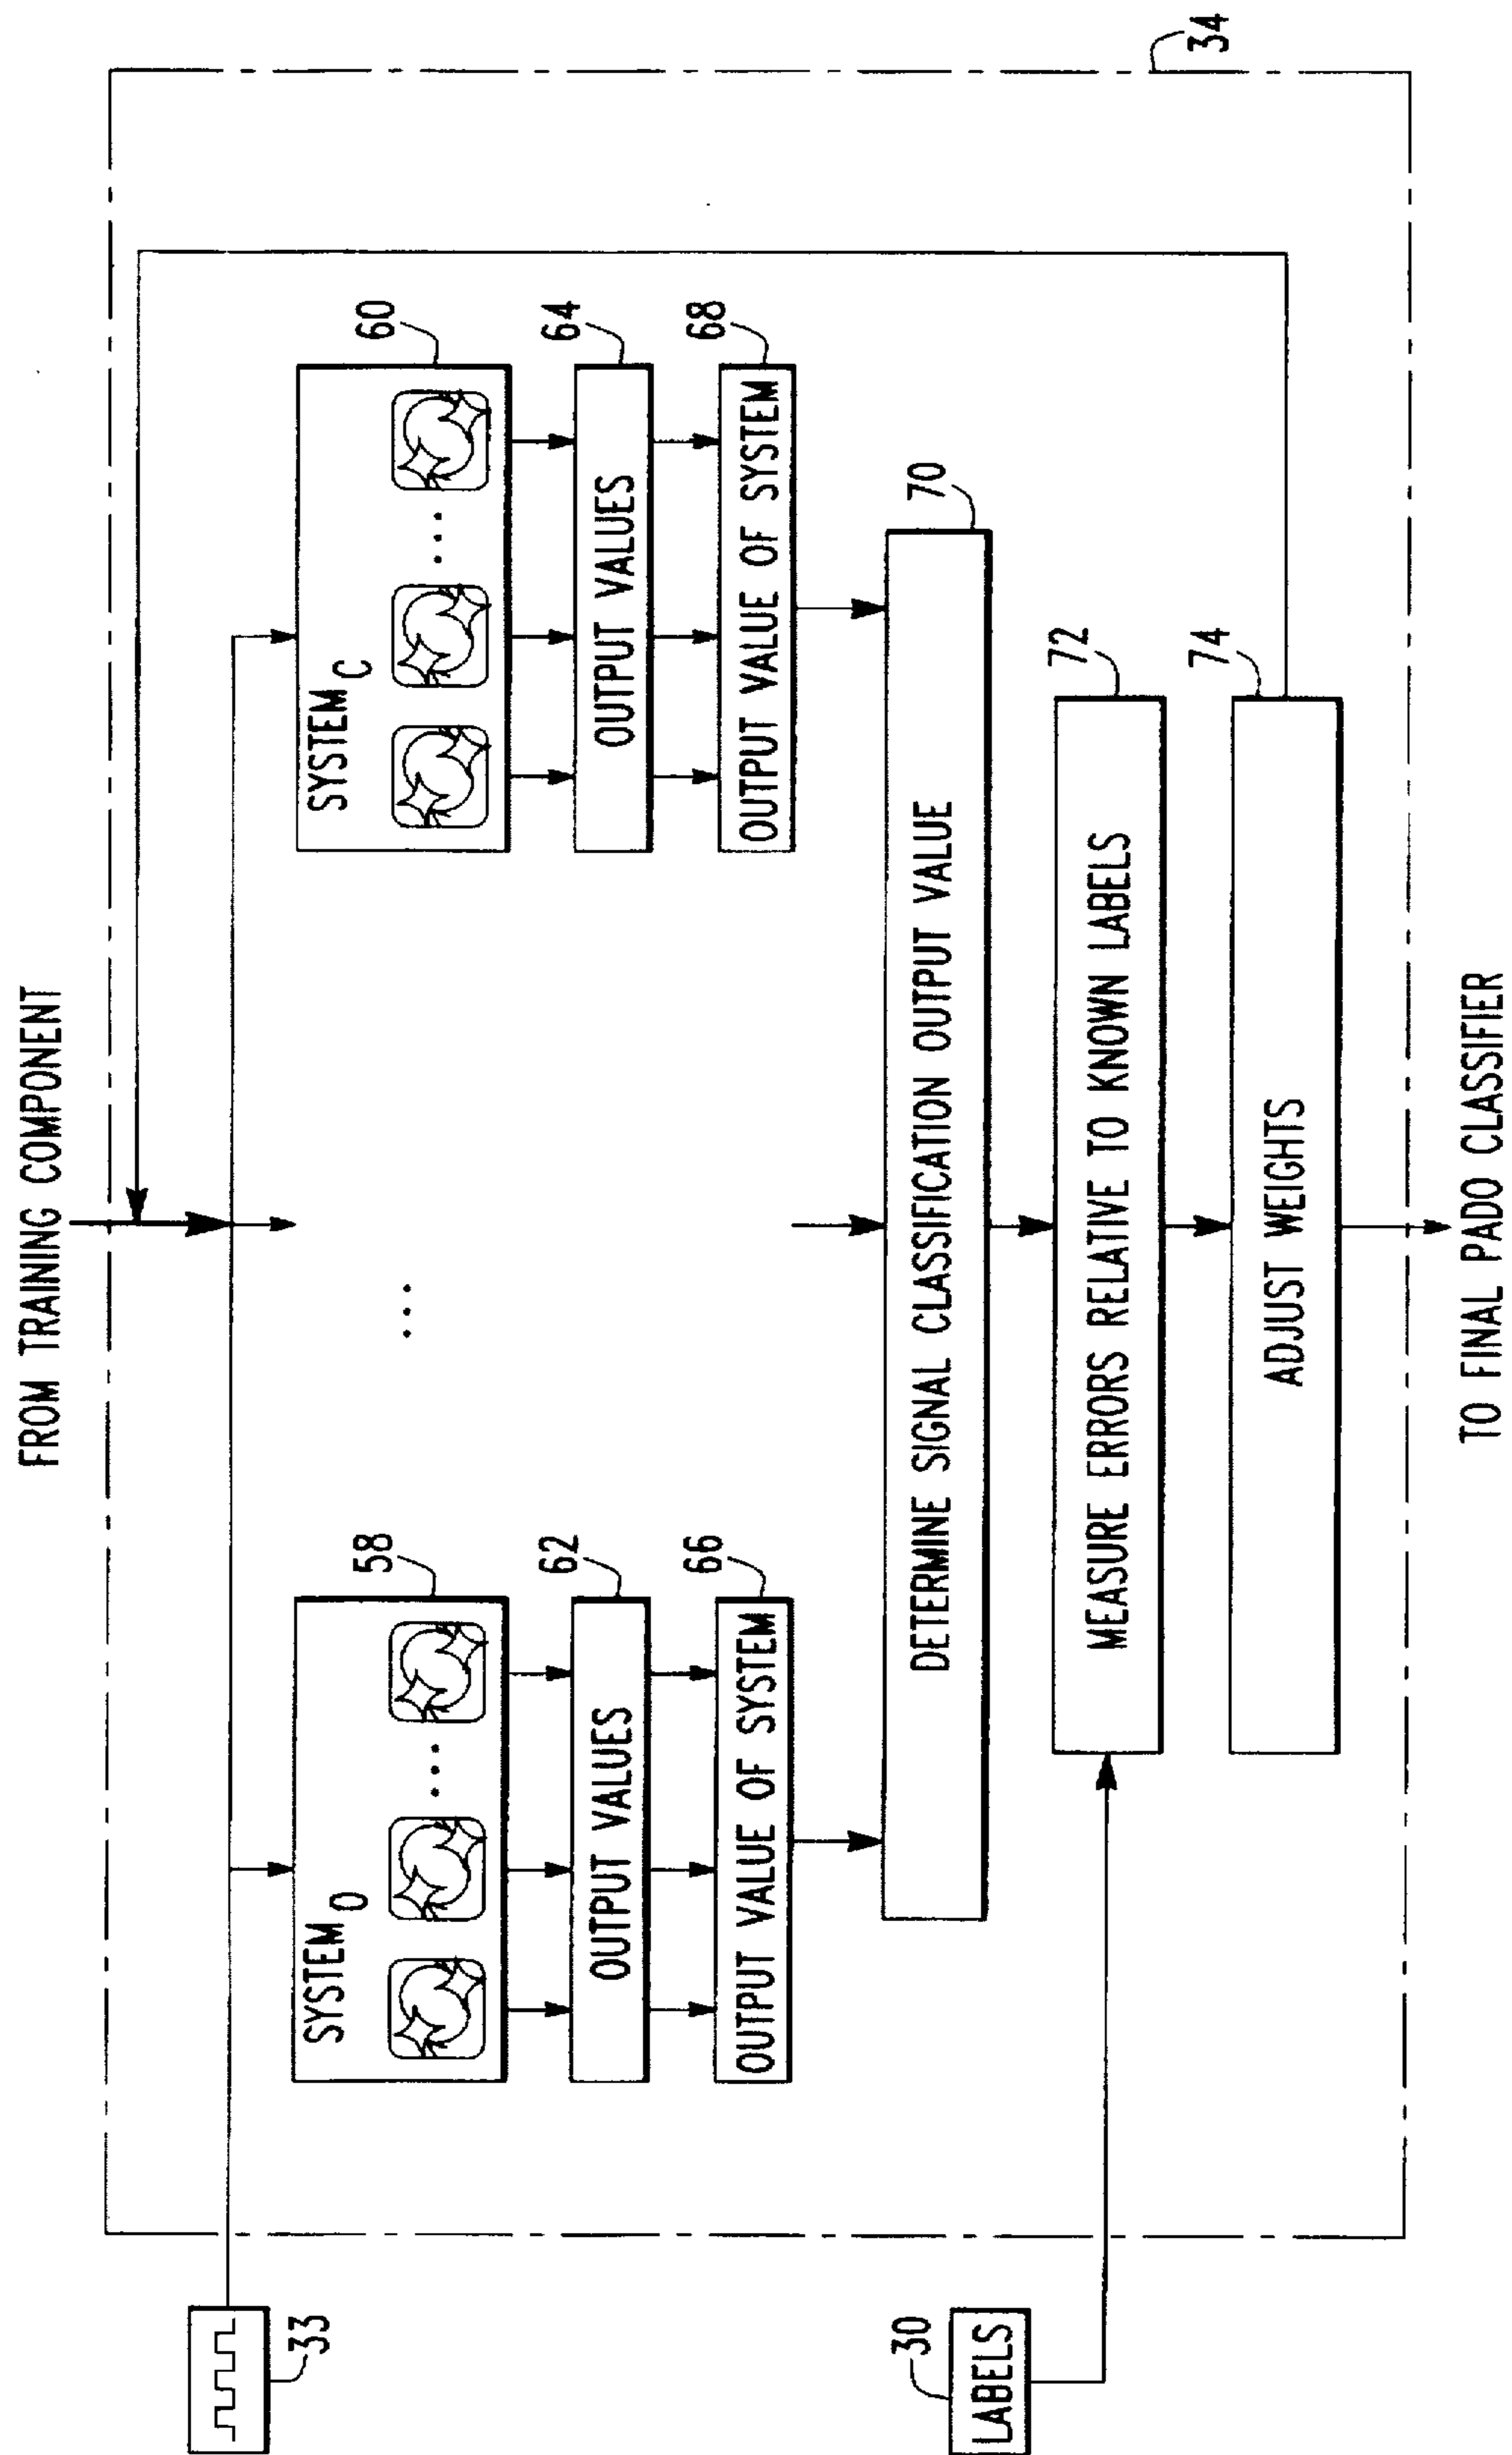 FROM TRAINING COMPONENT
33
SYSTEM O
58
SYSTEM C
60
...
...
...
OUTPUT VALUES
62
OUTPUT VALUES
64
OUTPUT VALUE OF SYSTEM
66
OUTPUT VALUE OF SYSTEM
68
DETERMINE SIGNAL CLASSIFICATION OUTPUT VALUE
70
30
LABELS
MEASURE ERRORS RELATIVE TO KNOWN LABELS
72
ADJUST WEIGHTS
74
34
TO FINAL PADO CLASSIFIER